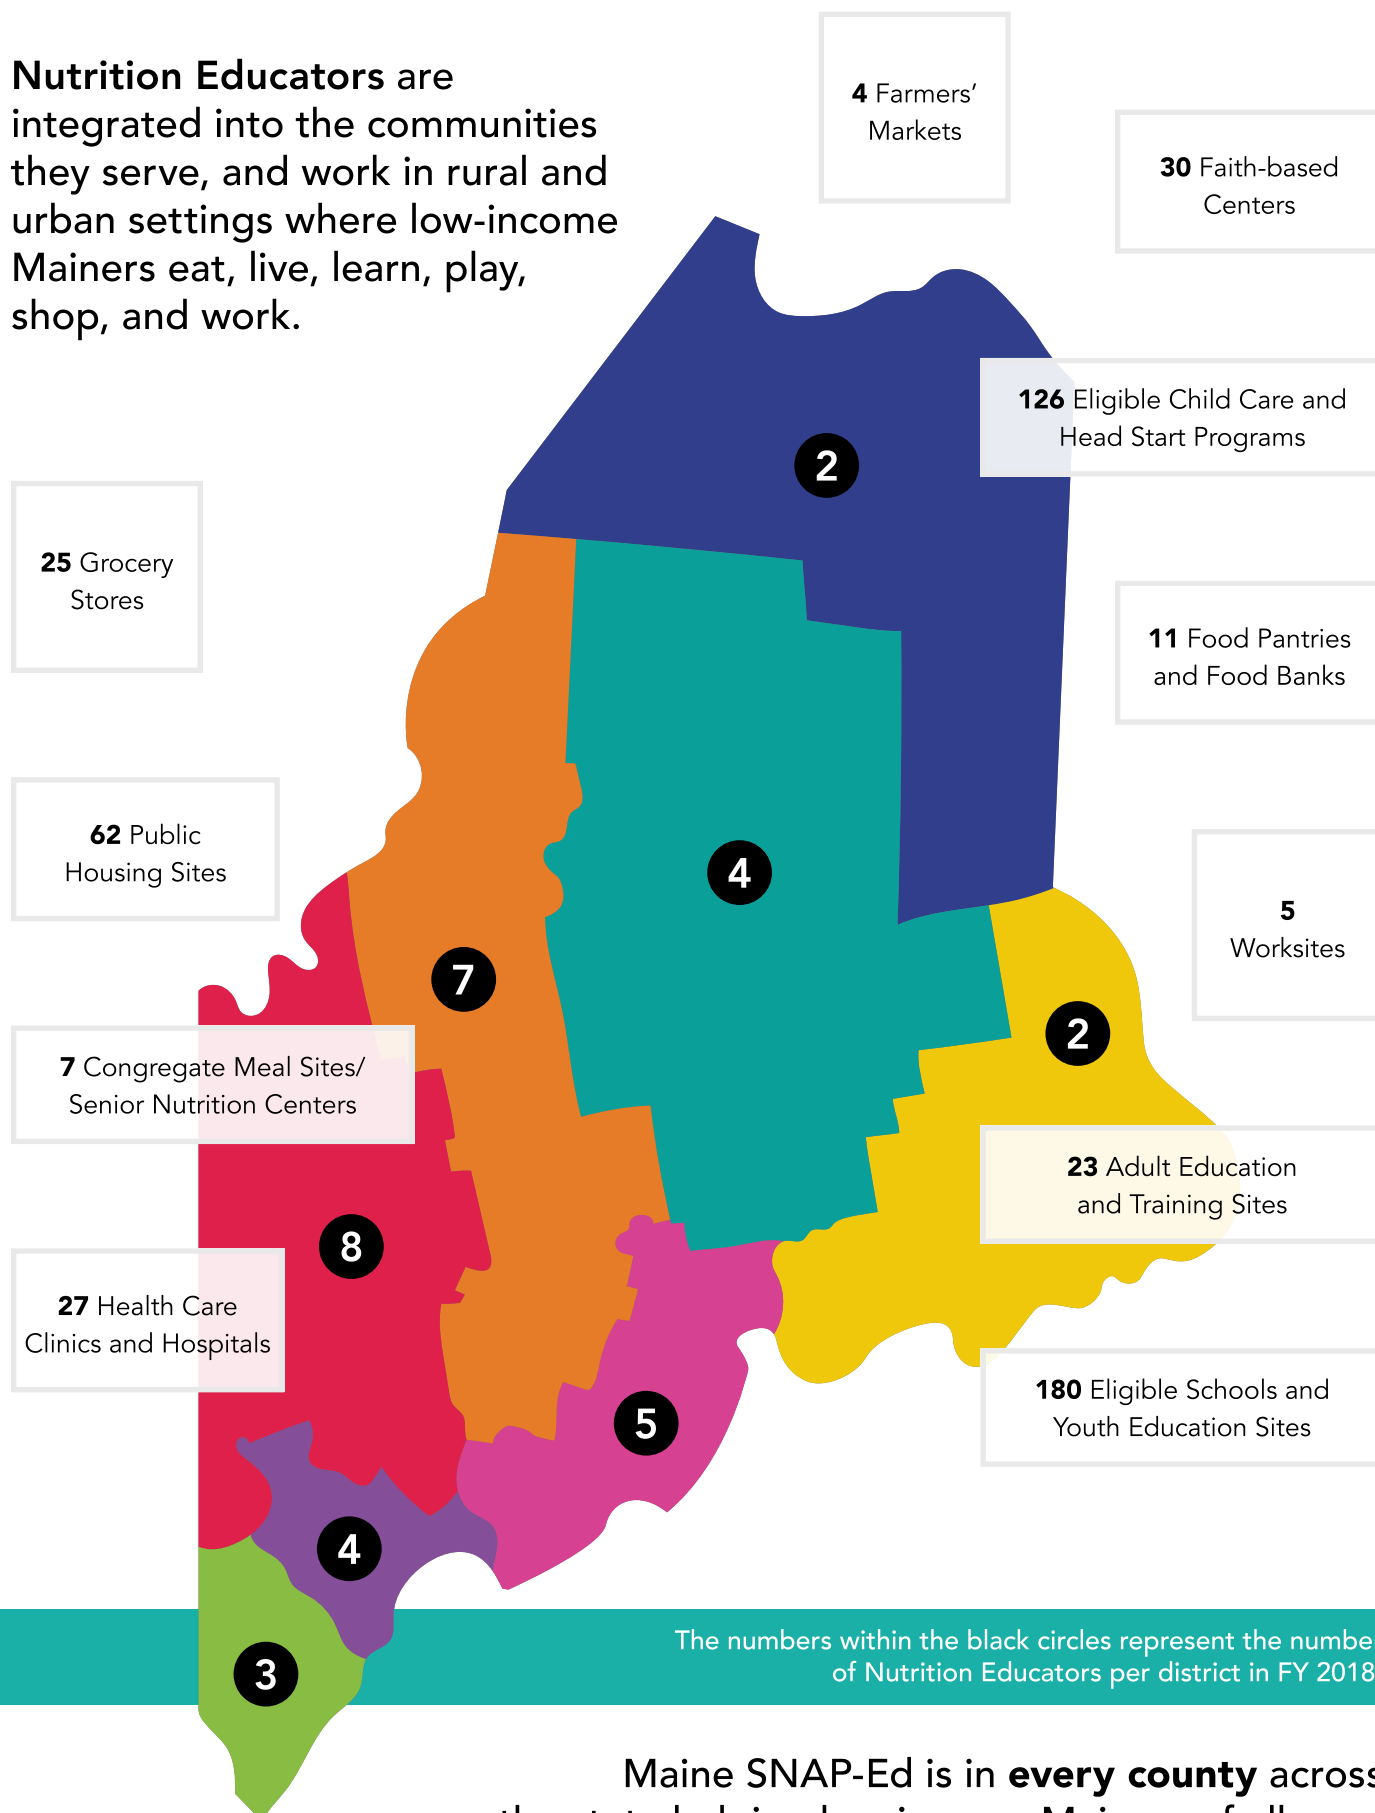 Nutrition Educators are
integrated into the communities
they serve, and work in rural and
urban settings where low-income
Mainers eat, live, learn, play,
shop, and work.
4 Farmers’
Markets
30 Faith-based
Centers
126 Eligible Child Care and
Head Start Programs
2
25 Grocery
Stores
11 Food Pantries
and Food Banks
62 Public
Housing Sites
4
5
Worksites
7
2
7 Congregate Meal Sites/
Senior Nutrition Centers
23 Adult Education
and Training Sites
8
27 Health Care
Clinics and Hospitals
180 Eligible Schools and
Youth Education Sites
5
4
3
The numbers within the black circles represent the number
of Nutrition Educators per district in FY 2018
Maine SNAP-Ed is in every county across